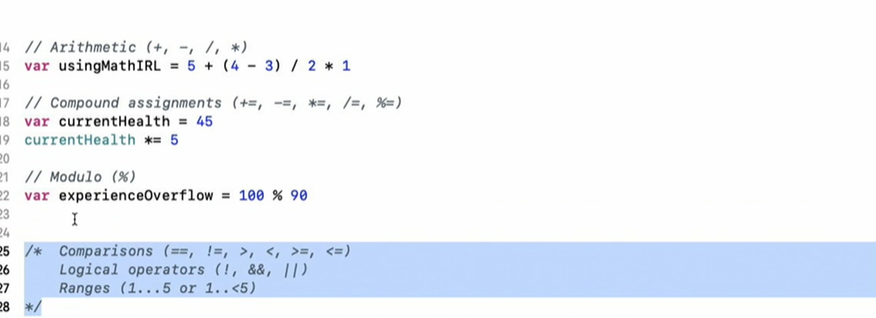 14 // Arithmetic (+, -, /, *)
15 var usingMathIRL = 5 + (4 - 3) / 2 * 1
16
17 // Compound assignments (+=, -=, *=, /=, %=)
18 var currentHealth = 45
19 currentHealth *= 5
20
21 // Modulo (%)
22 var experienceOverflow = 100 % 90
23
24
25 /*  Comparisons (==, !=, >, <, >=, <=)
26     Logical operators (!, &&, ||)
27     Ranges (1...5 or 1..<5)
28 */